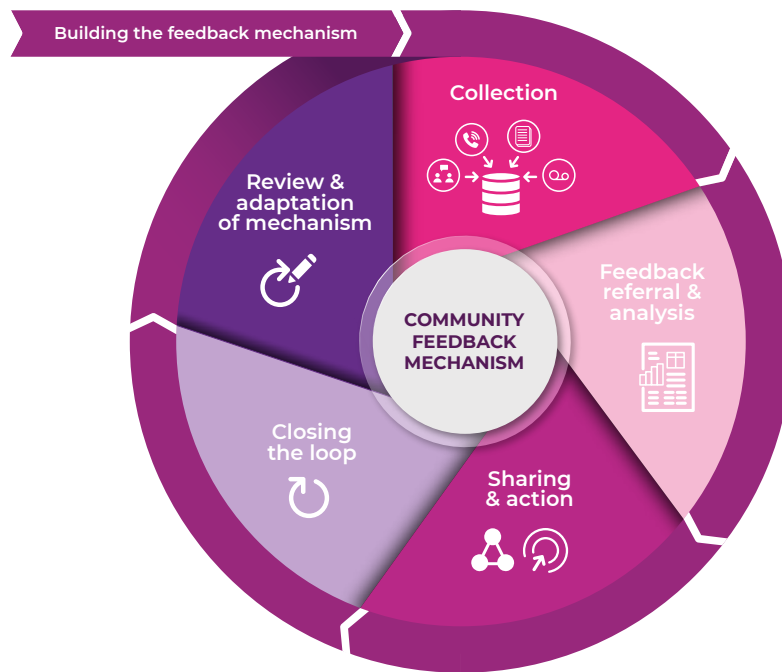 Building the feedback mechanism
Collection
Feedback
referral &
analysis
Sharing
& action
Closing
the loop
Review &
adaptation
of mechanism
COMMUNITY
FEEDBACK
MECHANISM